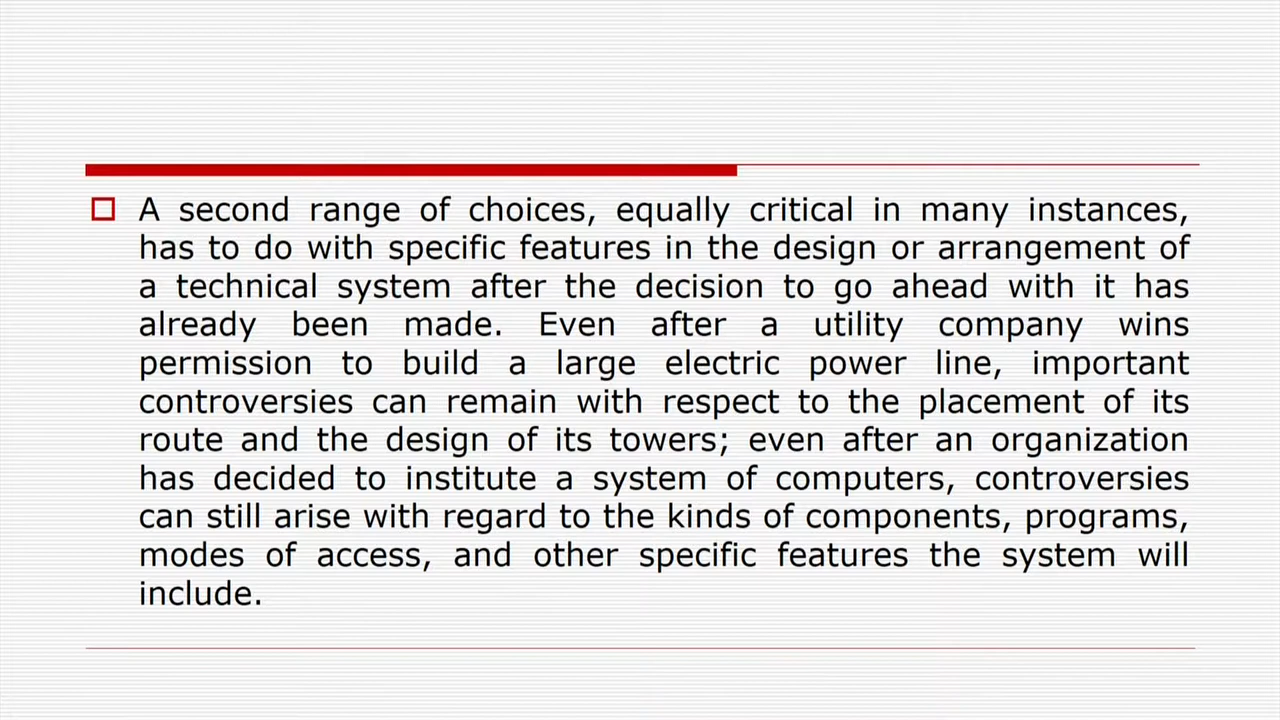 A second range of choices, equally critical in many instances,
has to do with specific features in the design or arrangement of
a technical system after the decision to go ahead with it has
already been made. Even after a utility company wins
permission to build a large electric power line, important
controversies can remain with respect to the placement of its
route and the design of its towers; even after an organization
has decided to institute a system of computers, controversies
can still arise with regard to the kinds of components, programs,
modes of access, and other specific features the system will
include.